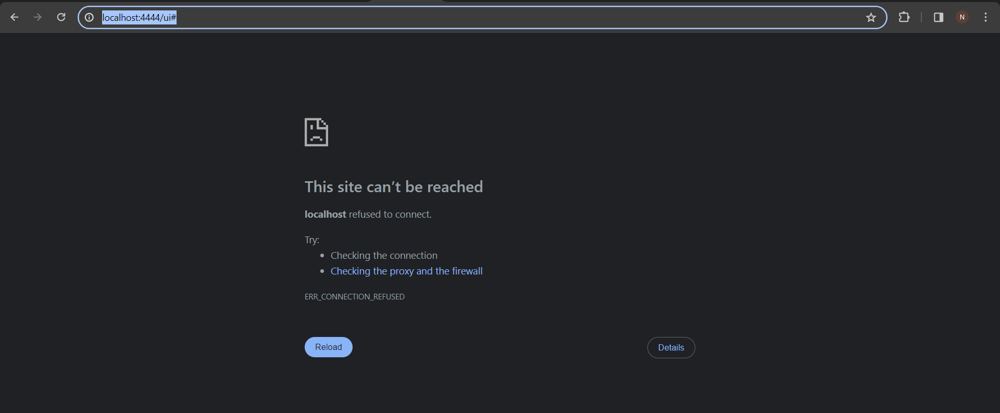 localhost:4444/ui#
N
This site can’t be reached
localhost refused to connect.
Try:
Checking the connection
Checking the proxy and the firewall
ERR_CONNECTION_REFUSED
Reload
Details